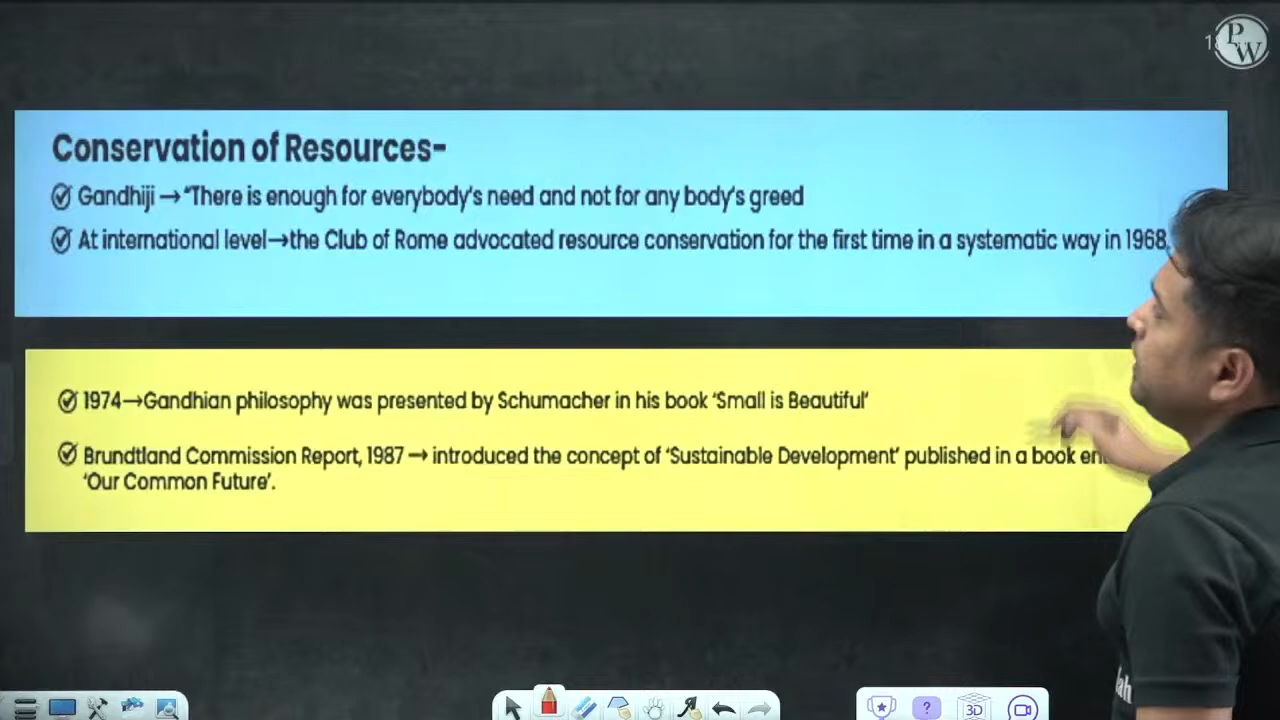 P
W
Conservation of Resources-
Gandhiji → "There is enough for everybody's need and not for any body's greed
At international level→the Club of Rome advocated resource conservation for the first time in a systematic way in 1968.
1974→Gandhian philosophy was presented by Schumacher in his book 'Small is Beautiful'
Brundtland Commission Report, 1987 → introduced the concept of 'Sustainable Development' published in a book
'Our Common Future'.
?
3D